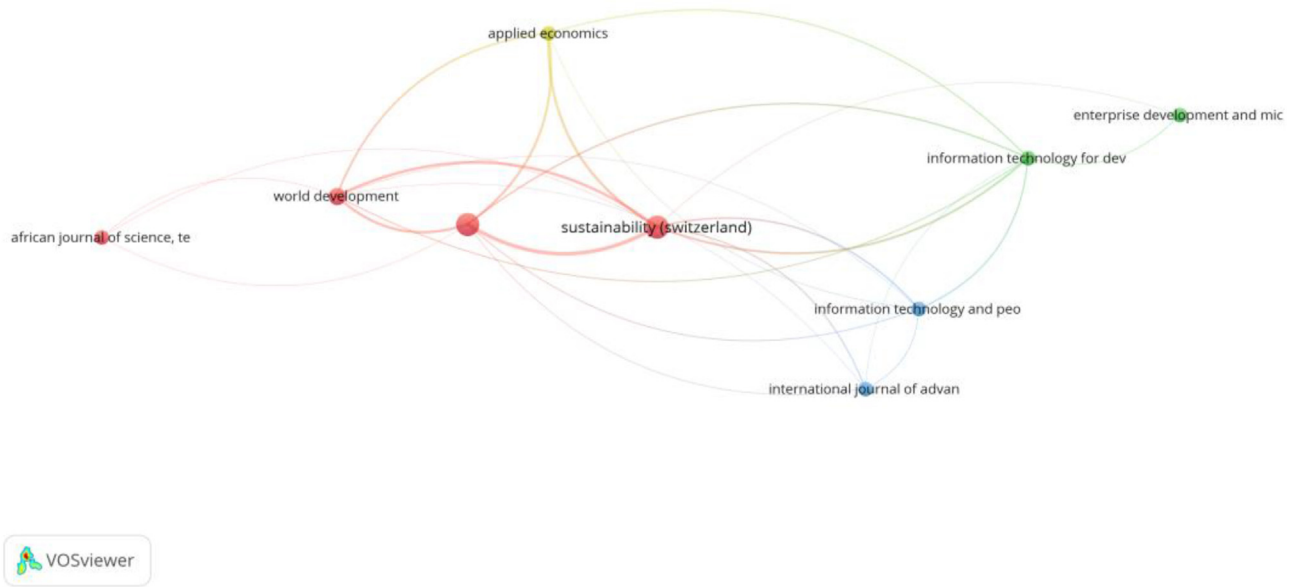 applied economics
enterprise development and mic
information technology for dev
world development
sustainability (switzerland)
african journal of science, te
information technology and peo
international journal of advan
VOSviewer